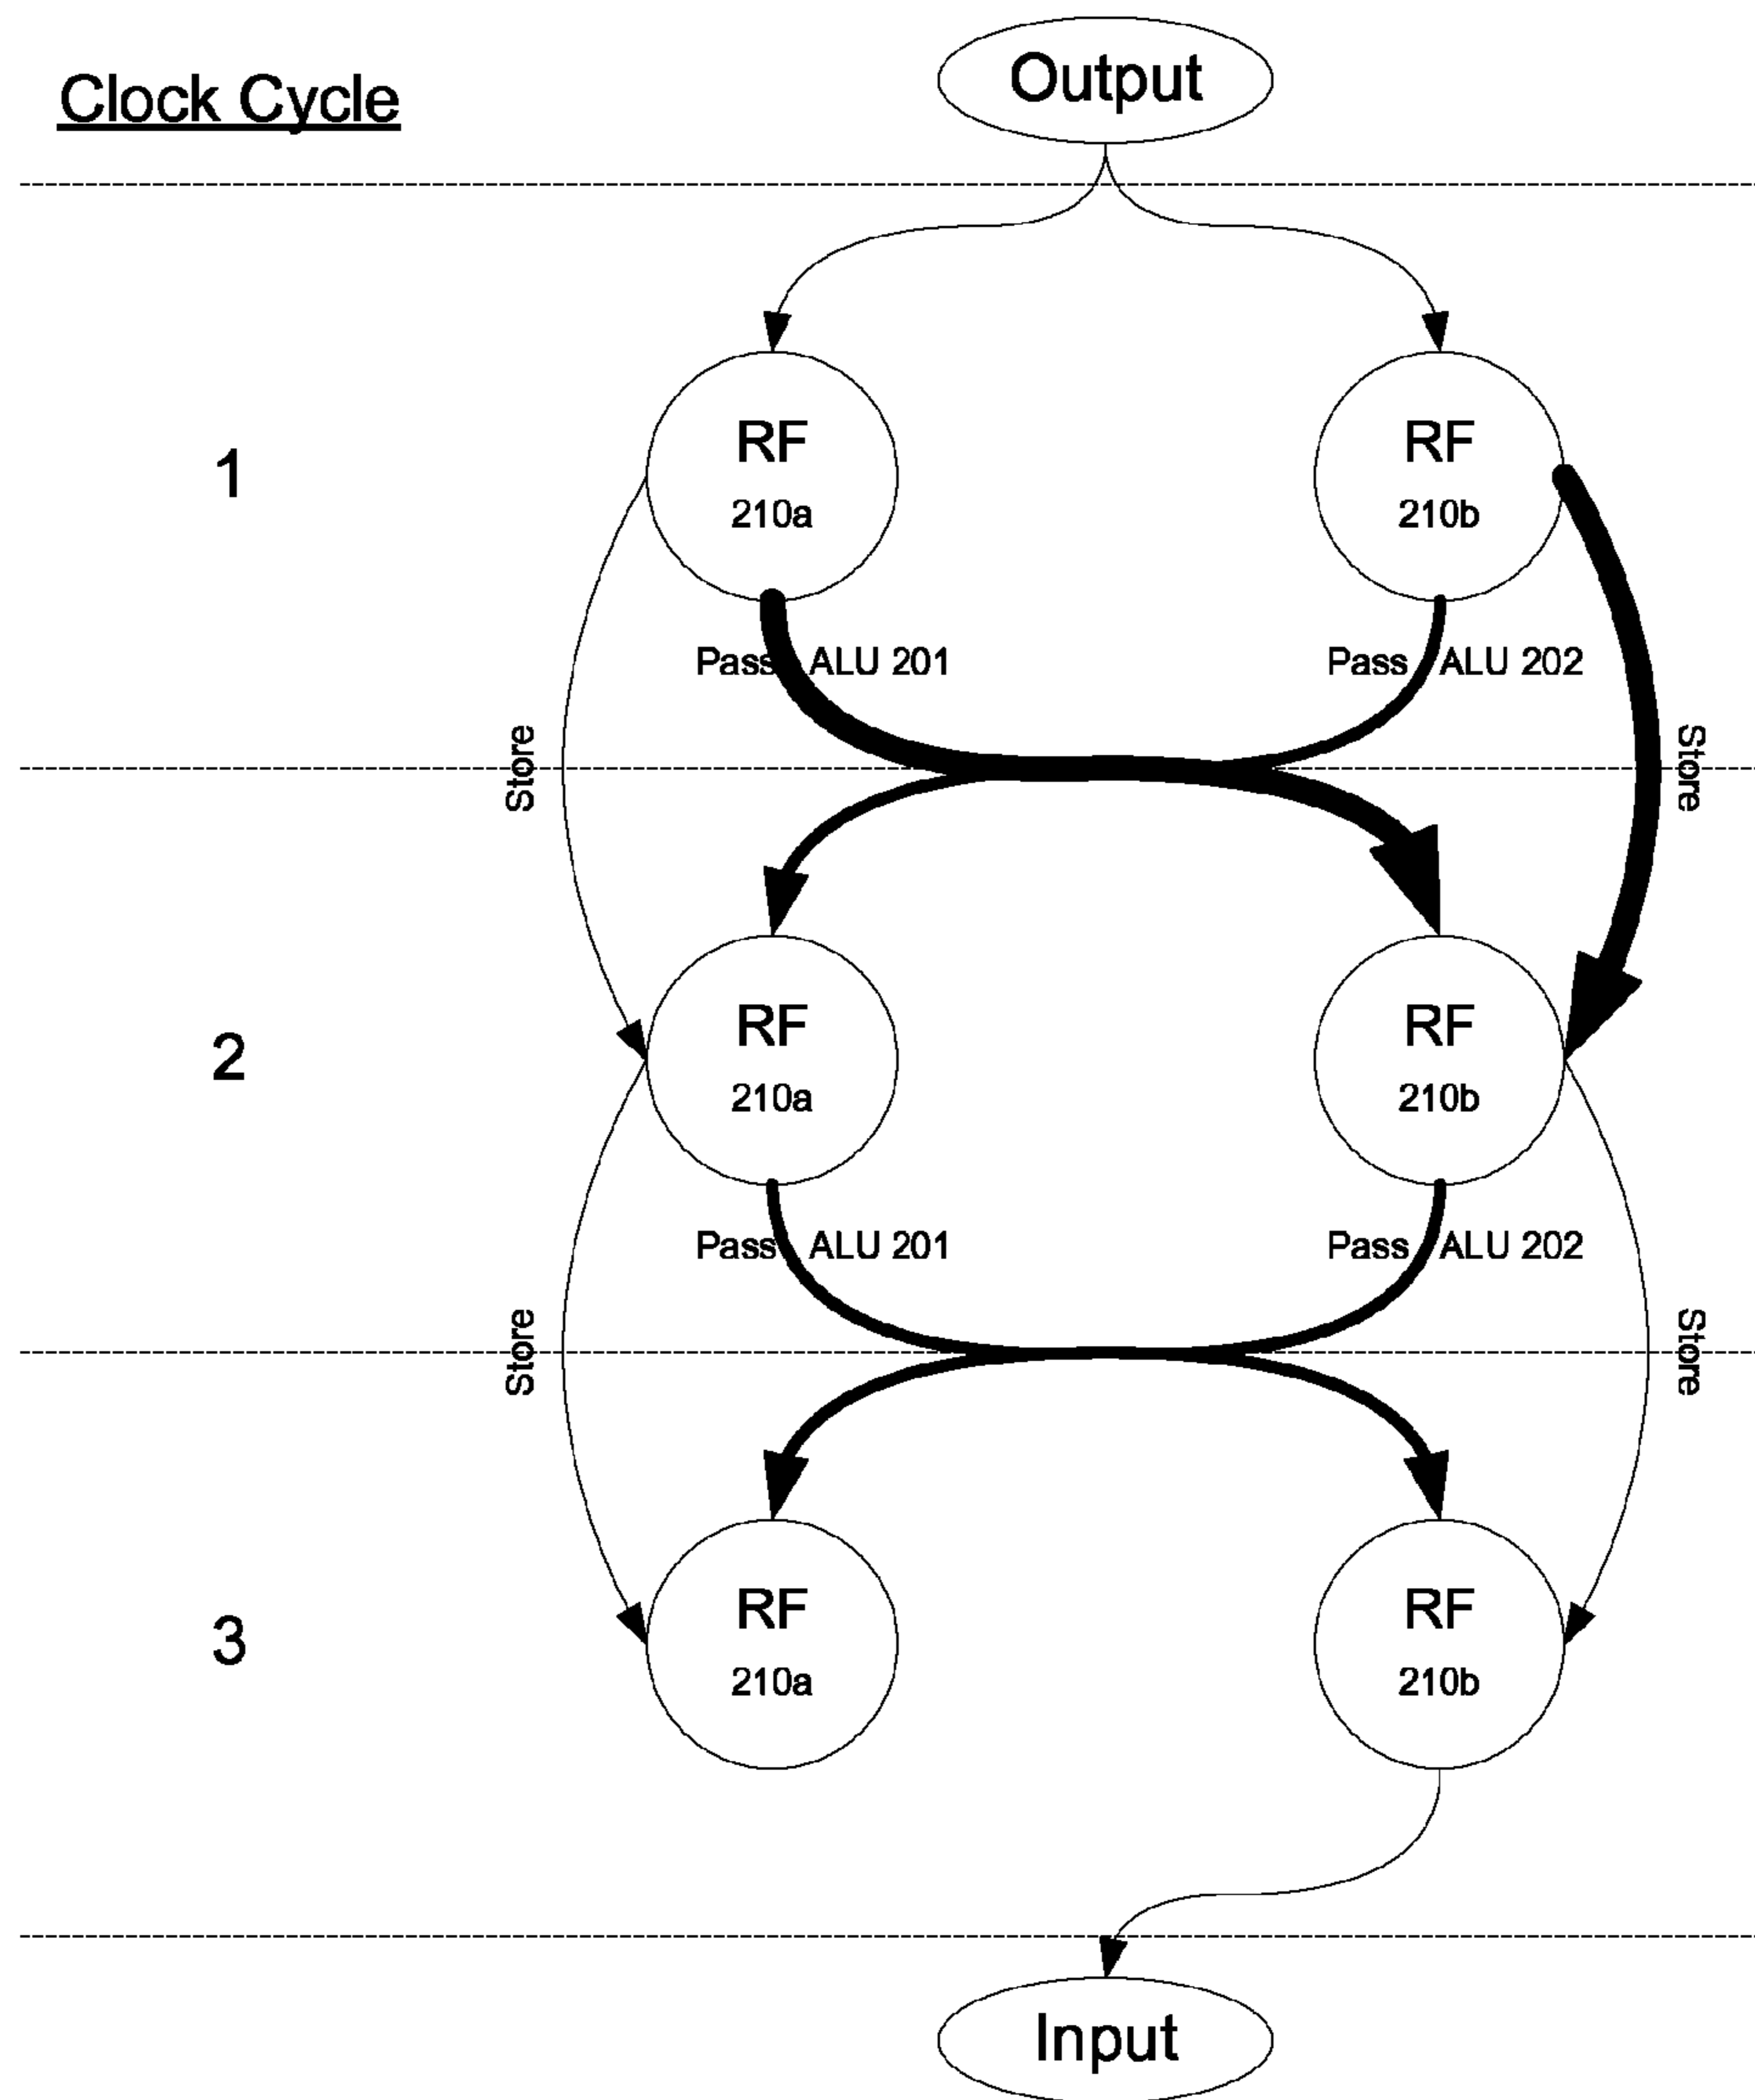 Output
Clock Cycle
1
RF
210a
RF
210b
Pass ALU 201
Pass ALU 202
Store
Store
2
RF
210a
RF
210b
Pass ALU 201
Pass ALU 202
Store
Store
3
RF
210a
RF
210b
Input